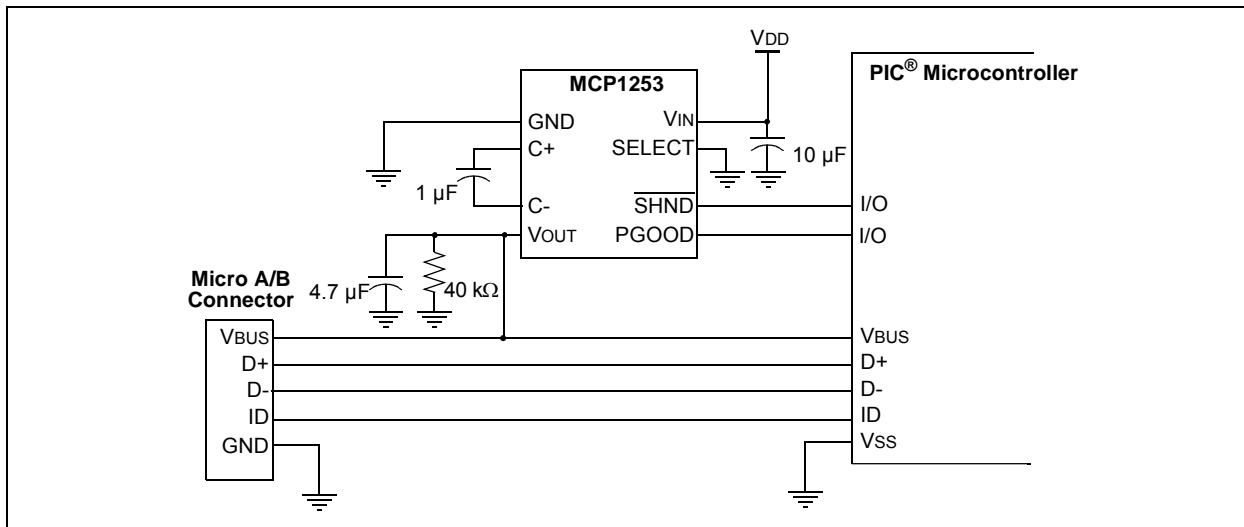 VDD
MCP1253
PIC® Microcontroller
GND
VIN
C+
SELECT
10 µF
1 µF
C-
SHND
I/O
VOUT
PGOOD
I/O
Micro A/B
Connector
4.7 µF
40 kΩ
VBUS
VBUS
D+
D+
D-
D-
ID
ID
GND
VSS